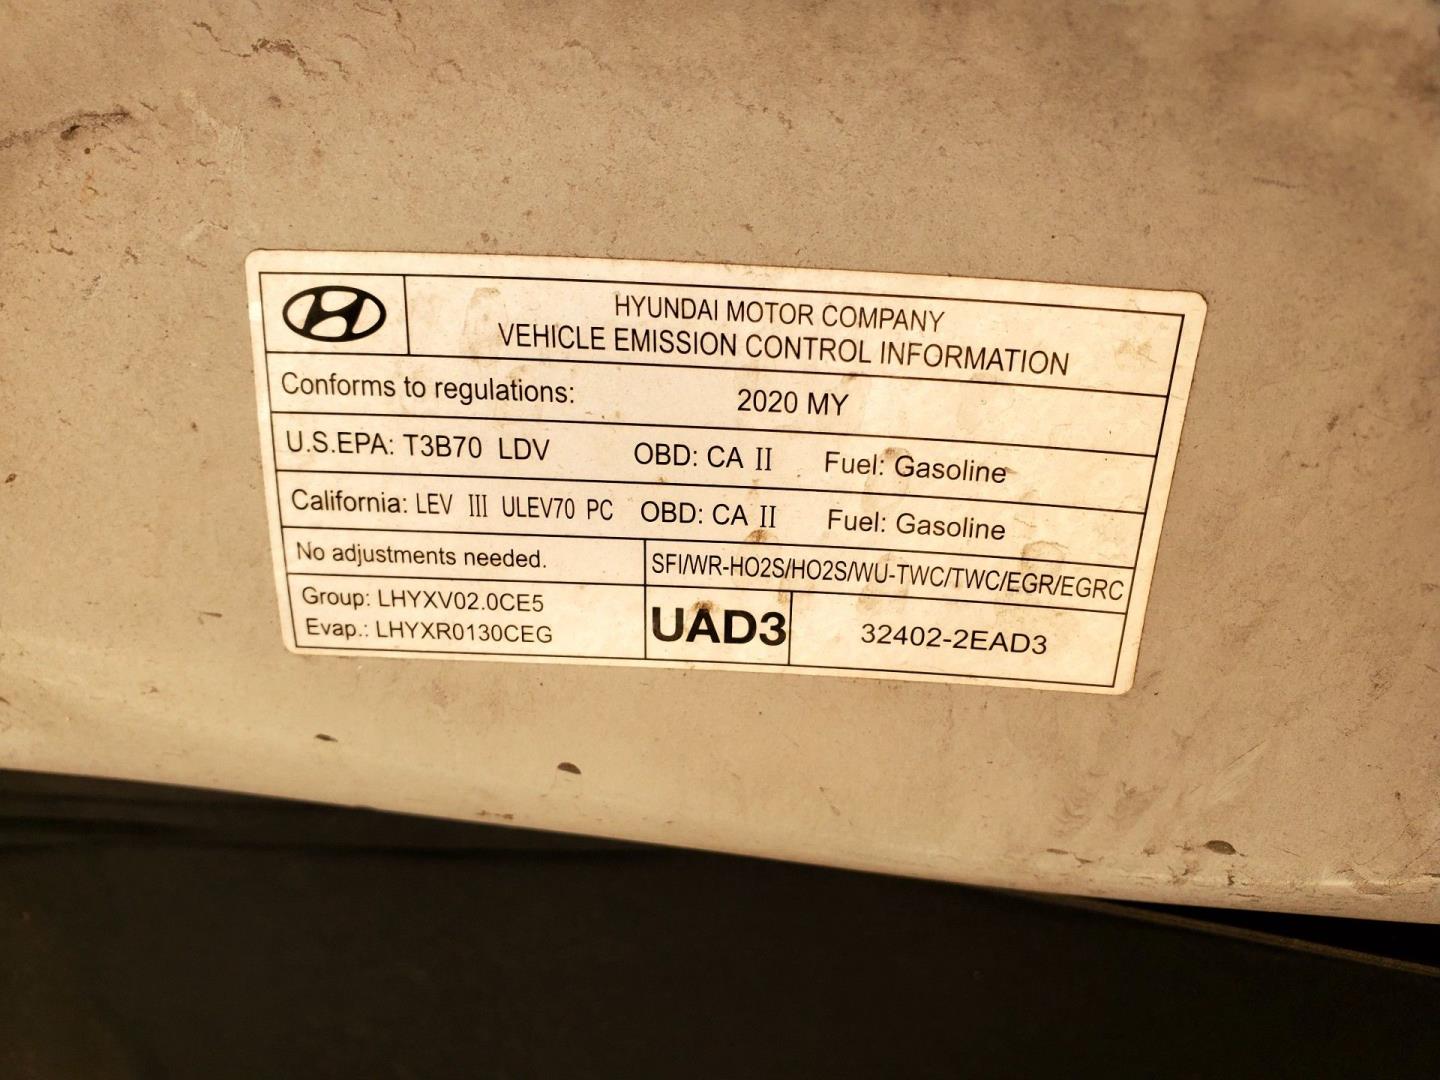 HYUNDAI MOTOR COMPANY
VEHICLE EMISSION CONTROL INFORMATION
Conforms to regulations: 2020 MY
U.S.EPA: T3B70 LDV OBD: CA II Fuel: Gasoline
California: LEV III ULEV70 PC OBD: CA II Fuel: Gasoline
No adjustments needed. SFI/WR-HO2S/HO2S/WU-TWC/TWC/EGR/EGRC
Group: LHYXV02.0CE5
Evap.: LHYXR0130CEG
UAD3 32402-2EAD3